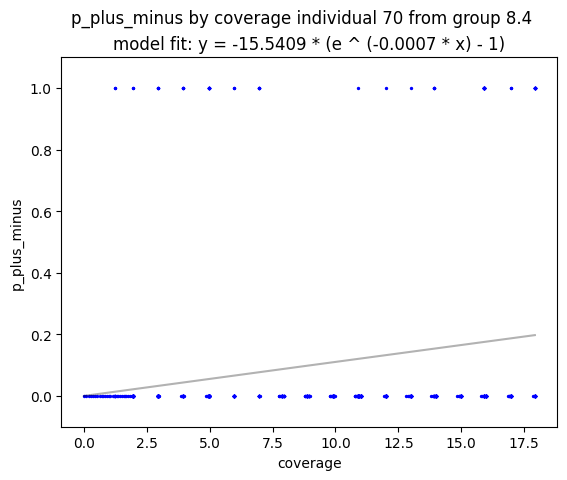 p_plus_minus by coverage individual 70 from group 8.4
model fit: y = -15.5409 * (e ^ (-0.0007 * x) - 1)
1.0
0.8
0.6
0.4
0.2
0.0
p_plus_minus
0.0 2.5 5.0 7.5 10.0 12.5 15.0 17.5
coverage